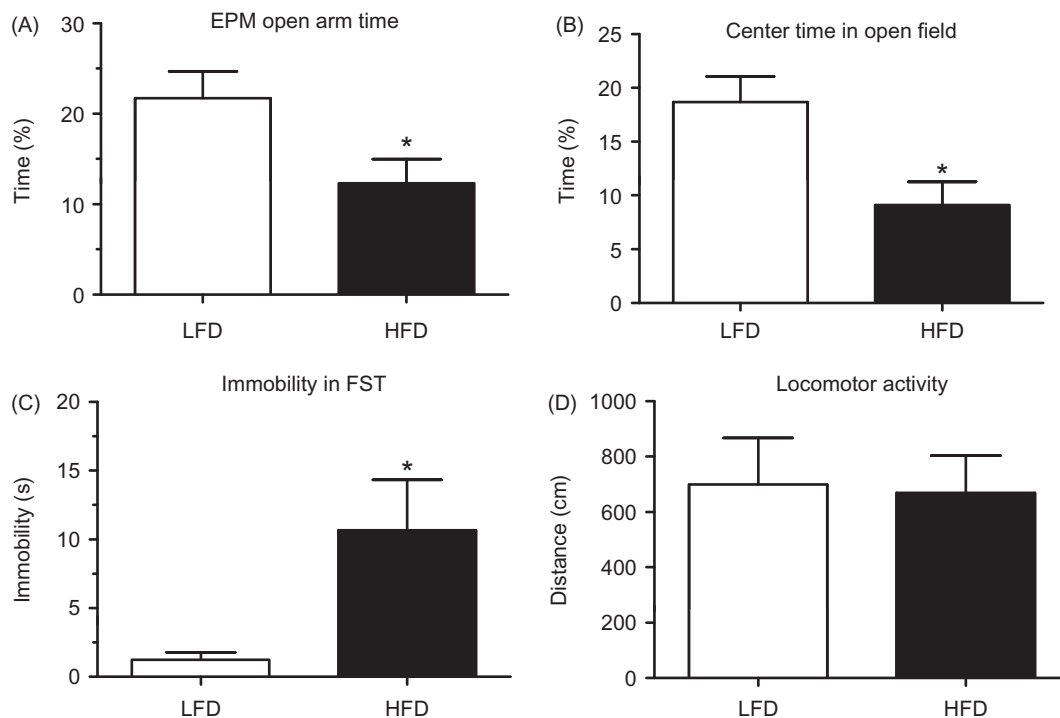 (A)
EPM open arm time
Time (%)
30
20
10
0
*
LFD
HFD
(B)
Center time in open field
Time (%)
25
20
15
10
5
0
*
LFD
HFD
(C)
Immobility in FST
Immobility (s)
20
15
10
5
0
*
LFD
HFD
(D)
Locomotor activity
Distance (cm)
1000
800
600
400
200
0
LFD
HFD